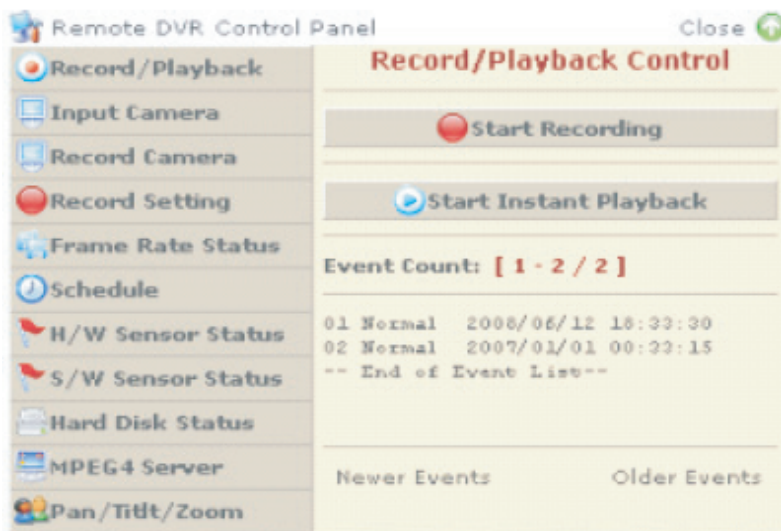 Remote DVR Control Panel
Close
Record/Playback
Input Camera
Record Camera
Record Setting
Frame Rate Status
Schedule
H/W Sensor Status
S/W Sensor Status
Hard Disk Status
MPEG4 Server
Pan/Titlt/Zoom
Record/Playback Control
Start Recording
Start Instant Playback
Event Count: [ 1 - 2 / 2 ]
01 Normal 2008/06/12 18:33:30
02 Normal 2007/01/01 00:33:15
-- End of Event List--
Newer Events
Older Events